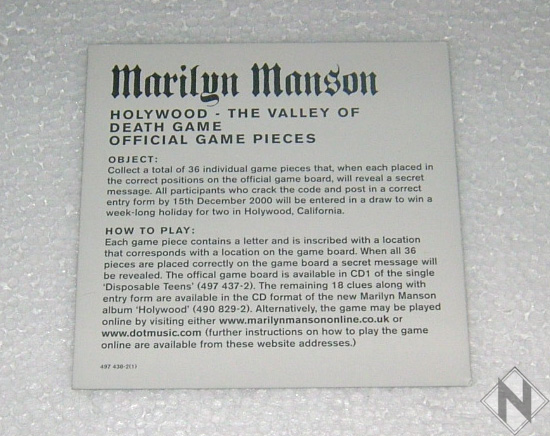 Marilyn Manson
HOLYWOOD - THE VALLEY OF
DEATH GAME
OFFICIAL GAME PIECES
OBJECT:
Collect a total of 36 individual game pieces that, when each placed in
the correct positions on the official game board, will reveal a secret
message. All participants who crack the code and post in a correct
entry form by 15th December 2000 will be entered in a draw to win a
week-long holiday for two in Holywood, California.
HOW TO PLAY:
Each game piece contains a letter and is inscribed with a location
that corresponds with a location on the game board. When all 36
pieces are placed correctly on the game board a secret message will
be revealed. The offical game board is available in CD1 of the single
'Disposable Teens' (497 437-2). The remaining 18 clues along with
entry form are available in the CD format of the new Marilyn Manson
album 'Holywood' (490 829-2). Alternatively, the game may be played
online by visiting either www.marilynmansononline.co.uk or
www.dotmusic.com (further instructions on how to play the game
online are available from these website addresses.)
497 438-2(1)
N